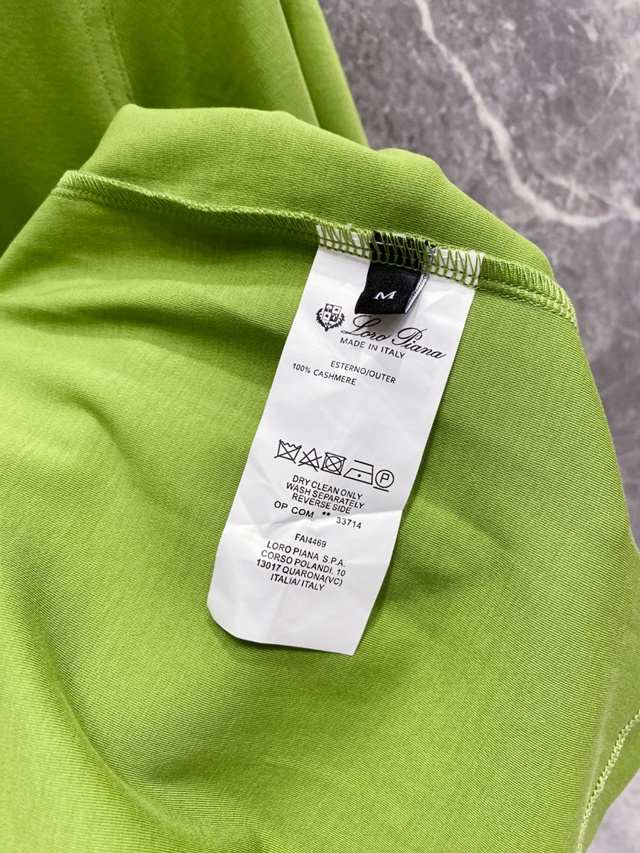 M
Loro Piana
MADE IN ITALY
ESTERNO/OUTER
100% CASHMERE
P
DRY CLEAN ONLY
WASH SEPARATELY
REVERSE SIDE
OP COM ** 33714
FAI4469
LORO PIANA S.P.A.
CORSO POLANDI. 10
13017 QUARONA(VC)
ITALIA/ ITALY